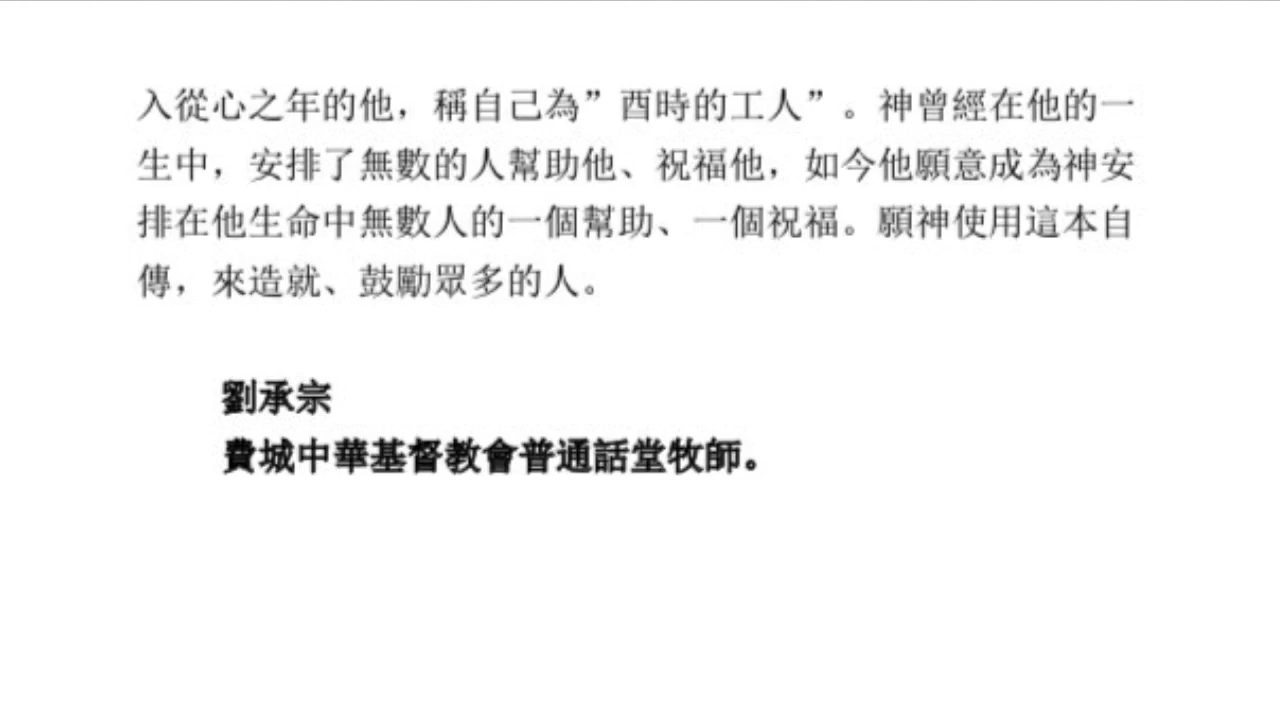 入從心之年的他，稱自己為”酉時的工人”。神曾經在他的一
生中，安排了無數的人幫助他、祝福他，如今他願意成為神安
排在他生命中無數人的一個幫助、一個祝福。願神使用這本自
傳，來造就、鼓勵眾多的人。
劉承宗
費城中華基督教會普通話堂牧師。